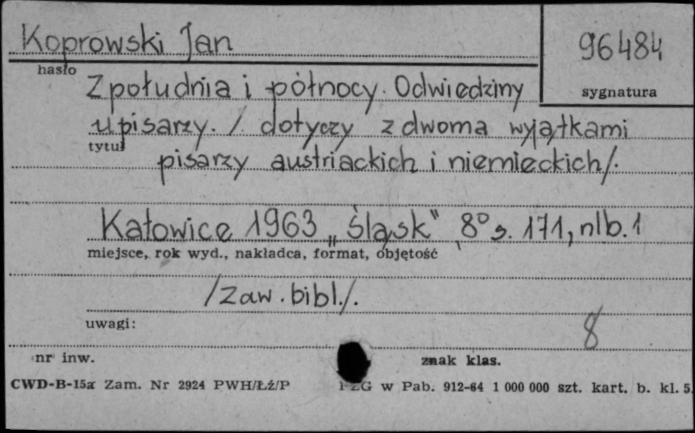 Koprowski Jan
96484
hasło
sygnatura
Z południa i północy. Odwiedziny
u pisarzy. / dotyczy z dwoma wyjątkami
tytuł
pisarzy austriackich i niemieckich/.
Katowice 1963 „Śląsk" 8° s. 171, nlb. 1
miejsce, rok wyd., nakładca, format, objętość
/Zaw. bibl./.
uwagi:
8
nr inw.
znak klas.
CWD-B-15a Zam. Nr 2924 PWH/Łź/P
PZG w Pab. 912-64 1 000 000 szt. kart. b. kl. 5.